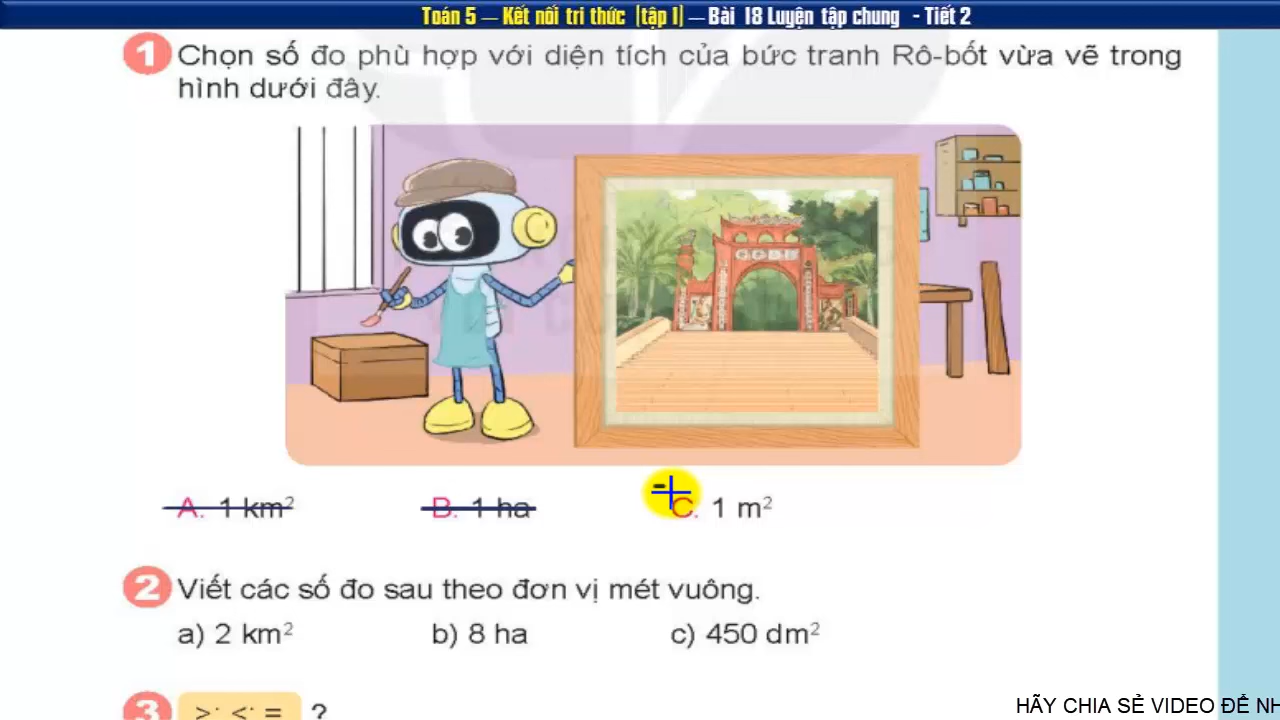 Toán 5 – Kết nối tri thức (tập 1) – Bài 18 Luyện tập chung - Tiết 2
1 Chọn số đo phù hợp với diện tích của bức tranh Rô-bốt vừa vẽ trong
hình dưới đây.
A. 1 km² B. 1 ha C. 1 m²
2 Viết các số đo sau theo đơn vị mét vuông.
a) 2 km² b) 8 ha c) 450 dm²
3 >; <; = ?
HÃY CHIA SẺ VIDEO ĐỂ NH